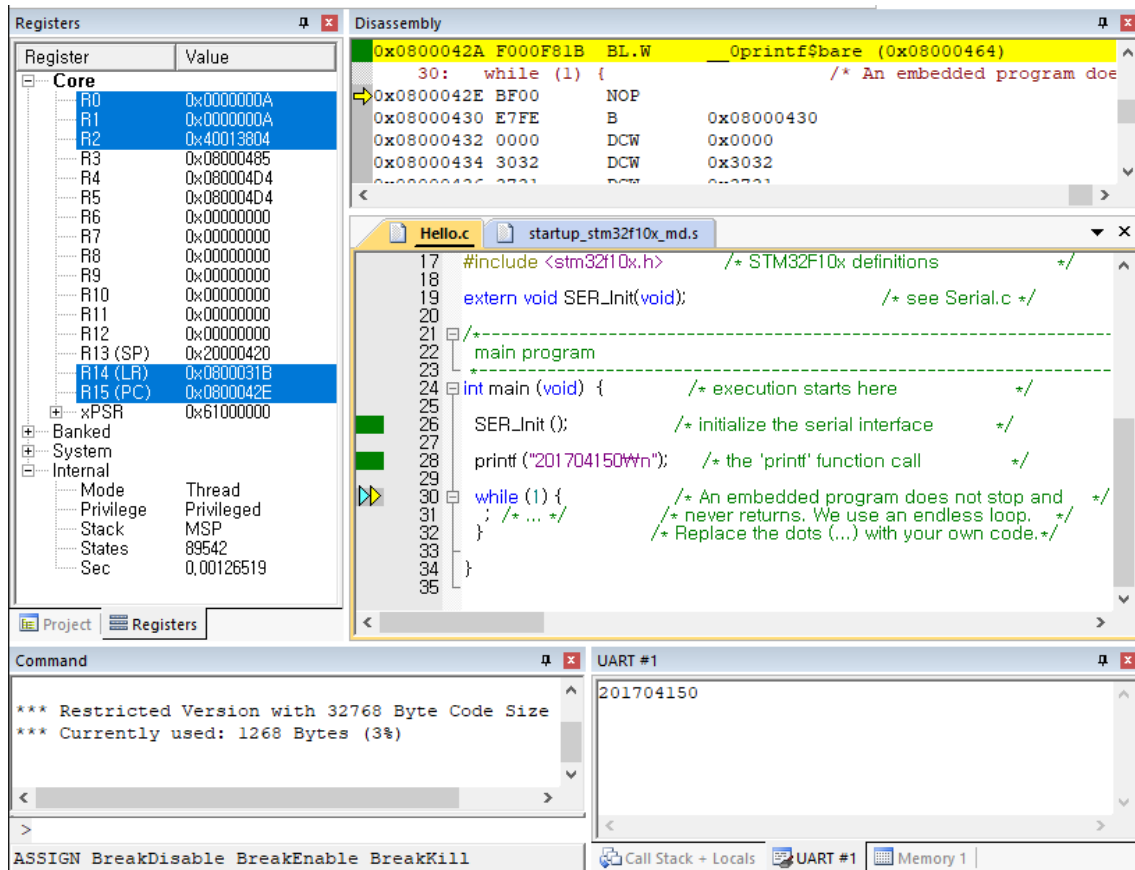 Registers
Register Value
Core
R0 0x0000000A
R1 0x0000000A
R2 0x40013804
R3 0x08000485
R4 0x080004D4
R5 0x080004D4
R6 0x00000000
R7 0x00000000
R8 0x00000000
R9 0x00000000
R10 0x00000000
R11 0x00000000
R12 0x00000000
R13 (SP) 0x20000420
R14 (LR) 0x0800031B
R15 (PC) 0x0800042E
xPSR 0x61000000
Banked
System
Internal
Mode Thread
Privilege Privileged
Stack MSP
States 89542
Sec 0,00126519
Project Registers
Disassembly
0x0800042A F000F81B BL.W __0printf$bare (0x08000464)
30: while (1) { /* An embedded program doe
0x0800042E BF00 NOP
0x08000430 E7FE B 0x08000430
0x08000432 0000 DCW 0x0000
0x08000434 3032 DCW 0x3032
Hello.c startup_stm32f10x_md.s
17 #include <stm32f10x.h> /* STM32F10x definitions */
18
19 extern void SER_Init(void); /* see Serial.c */
20
21 /*----------------------------------------------------------------------------
22 main program
23 *----------------------------------------------------------------------------
24 int main (void) { /* execution starts here */
25
26 SER_Init (); /* initialize the serial interface */
27
28 printf ("201704150₩n"); /* the 'printf' function call */
29
30 while (1) { /* An embedded program does not stop and */
31 ; /* ... */ /* never returns. We use an endless loop. */
32 } /* Replace the dots (...) with your own code.*/
33
34 }
35
Command
*** Restricted Version with 32768 Byte Code Size
*** Currently used: 1268 Bytes (3%)
>
ASSIGN BreakDisable BreakEnable BreakKill
UART #1
201704150
Call Stack + Locals UART #1 Memory 1